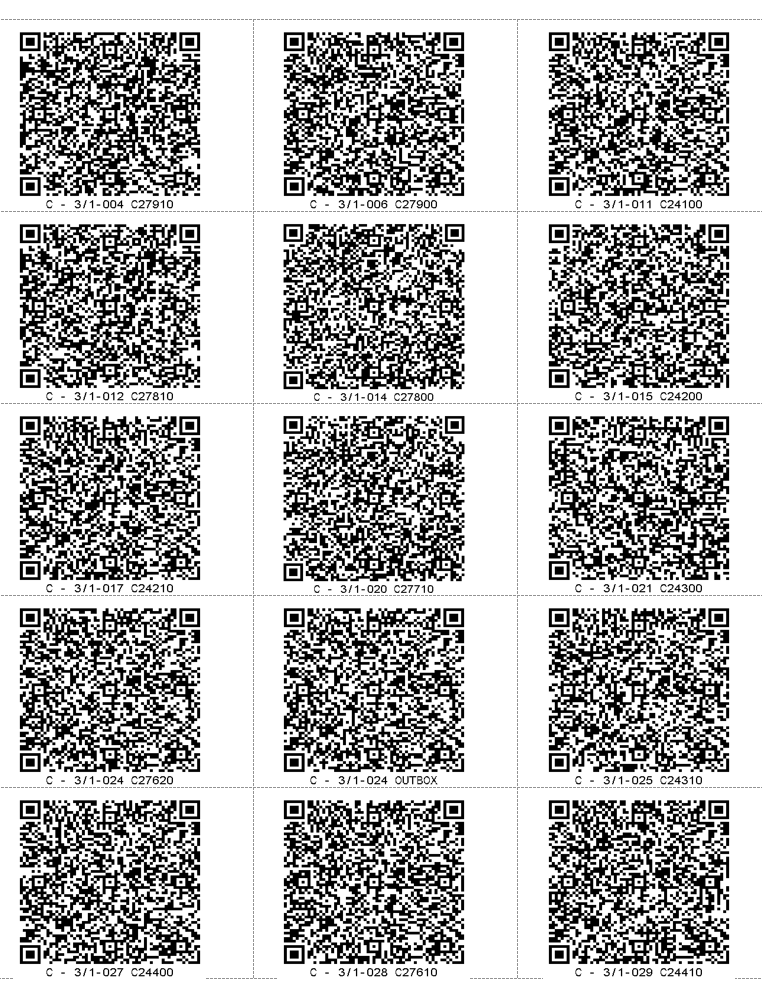 C - 3/1-004 C27910
C - 3/1-006 C27900
C - 3/1-011 C24100
C - 3/1-012 C27810
C - 3/1-014 C27800
C - 3/1-015 C24200
C - 3/1-017 C24210
C - 3/1-020 C27710
C - 3/1-021 C24300
C - 3/1-024 C27620
C - 3/1-024 OUTBOX
C - 3/1-025 C24310
C - 3/1-027 C24400
C - 3/1-028 C27610
C - 3/1-029 C24410